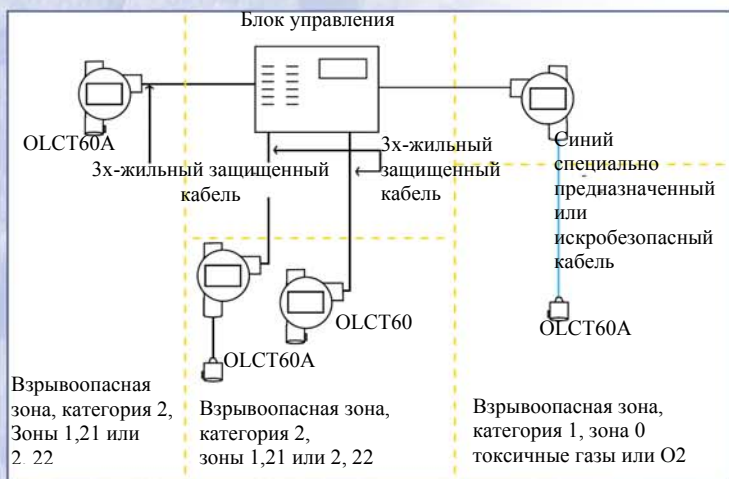 Блок управления
OLCT60A
3х-жильный защищенный
кабель
3х-жильный
защищенный
кабель
Синий
специально
предиазначенный
или
искробезопасный
кабель
OLCT60A
OLCT60
OLCT60A
Взрывоопасная
зона, категория 2,
Зоны 1,21 или
2, 22
Взрывоопасная зона,
категория 2,
зоны 1,21 или 2, 22
Взрывоопасная зона,
категория 1, зона 0
токсичные газы или О2